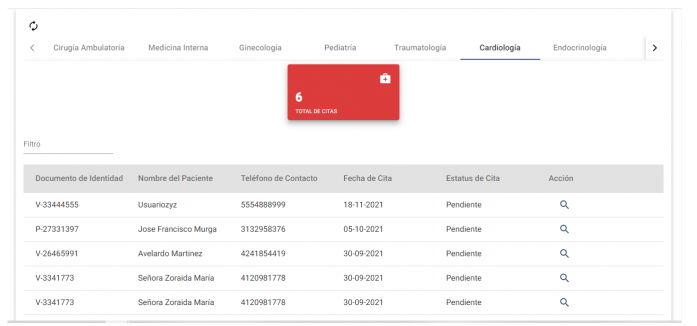 Cirugía Ambulatoria Medicina Interna Ginecología Pediatría Traumatología Cardiología Endocrinología
6
TOTAL DE CITAS
Filtro
Documento de Identidad Nombre del Paciente Teléfono de Contacto Fecha de Cita Estatus de Cita Acción
V-33444555 Usuariozyz 5554888999 18-11-2021 Pendiente
P-27331397 Jose Francisco Murga 3132958376 05-10-2021 Pendiente
V-26465991 Avelardo Martinez 4241854419 30-09-2021 Pendiente
V-3341773 Señora Zoraida María 4120981778 30-09-2021 Pendiente
V-3341773 Señora Zoraida María 4120981778 30-09-2021 Pendiente